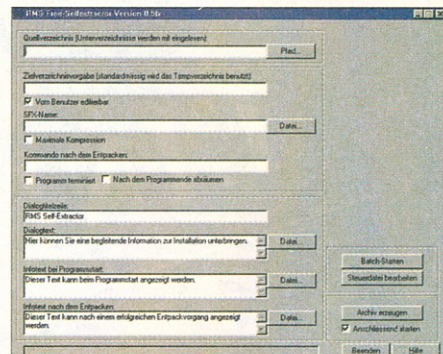 RMS Free-Selfextractor Version 0.56
Quellverzeichnis (Unterverzeichnisse werden mit eingelesen):
Pfad...
Zielverzeichnisvorgabe (standardmässig wird das Tempverzeichnis benutzt):
Vom Benutzer editierbar
SFX-Name:
Datei...
Maximale Kompression
Kommando nach dem Entpacken:
Programm terminiert
Nach dem Programmende abräumen
Dialogtitelzeile:
RMS Self-Extractor
Dialogtext:
Hier können Sie eine begleitende Information zur Installation unterbringen.
Datei...
Infotext bei Programmstart:
Dieser Text kann beim Programmstart angezeigt werden.
Datei...
Infotext nach dem Entpacken:
Dieser Text kann nach einem erfolgreichen Entpackvorgang angezeigt
werden.
Datei...
Batch-Starten
Steuerdatei bearbeiten
Archiv erzeugen
Anschliessend starten
Beenden
Hilfe